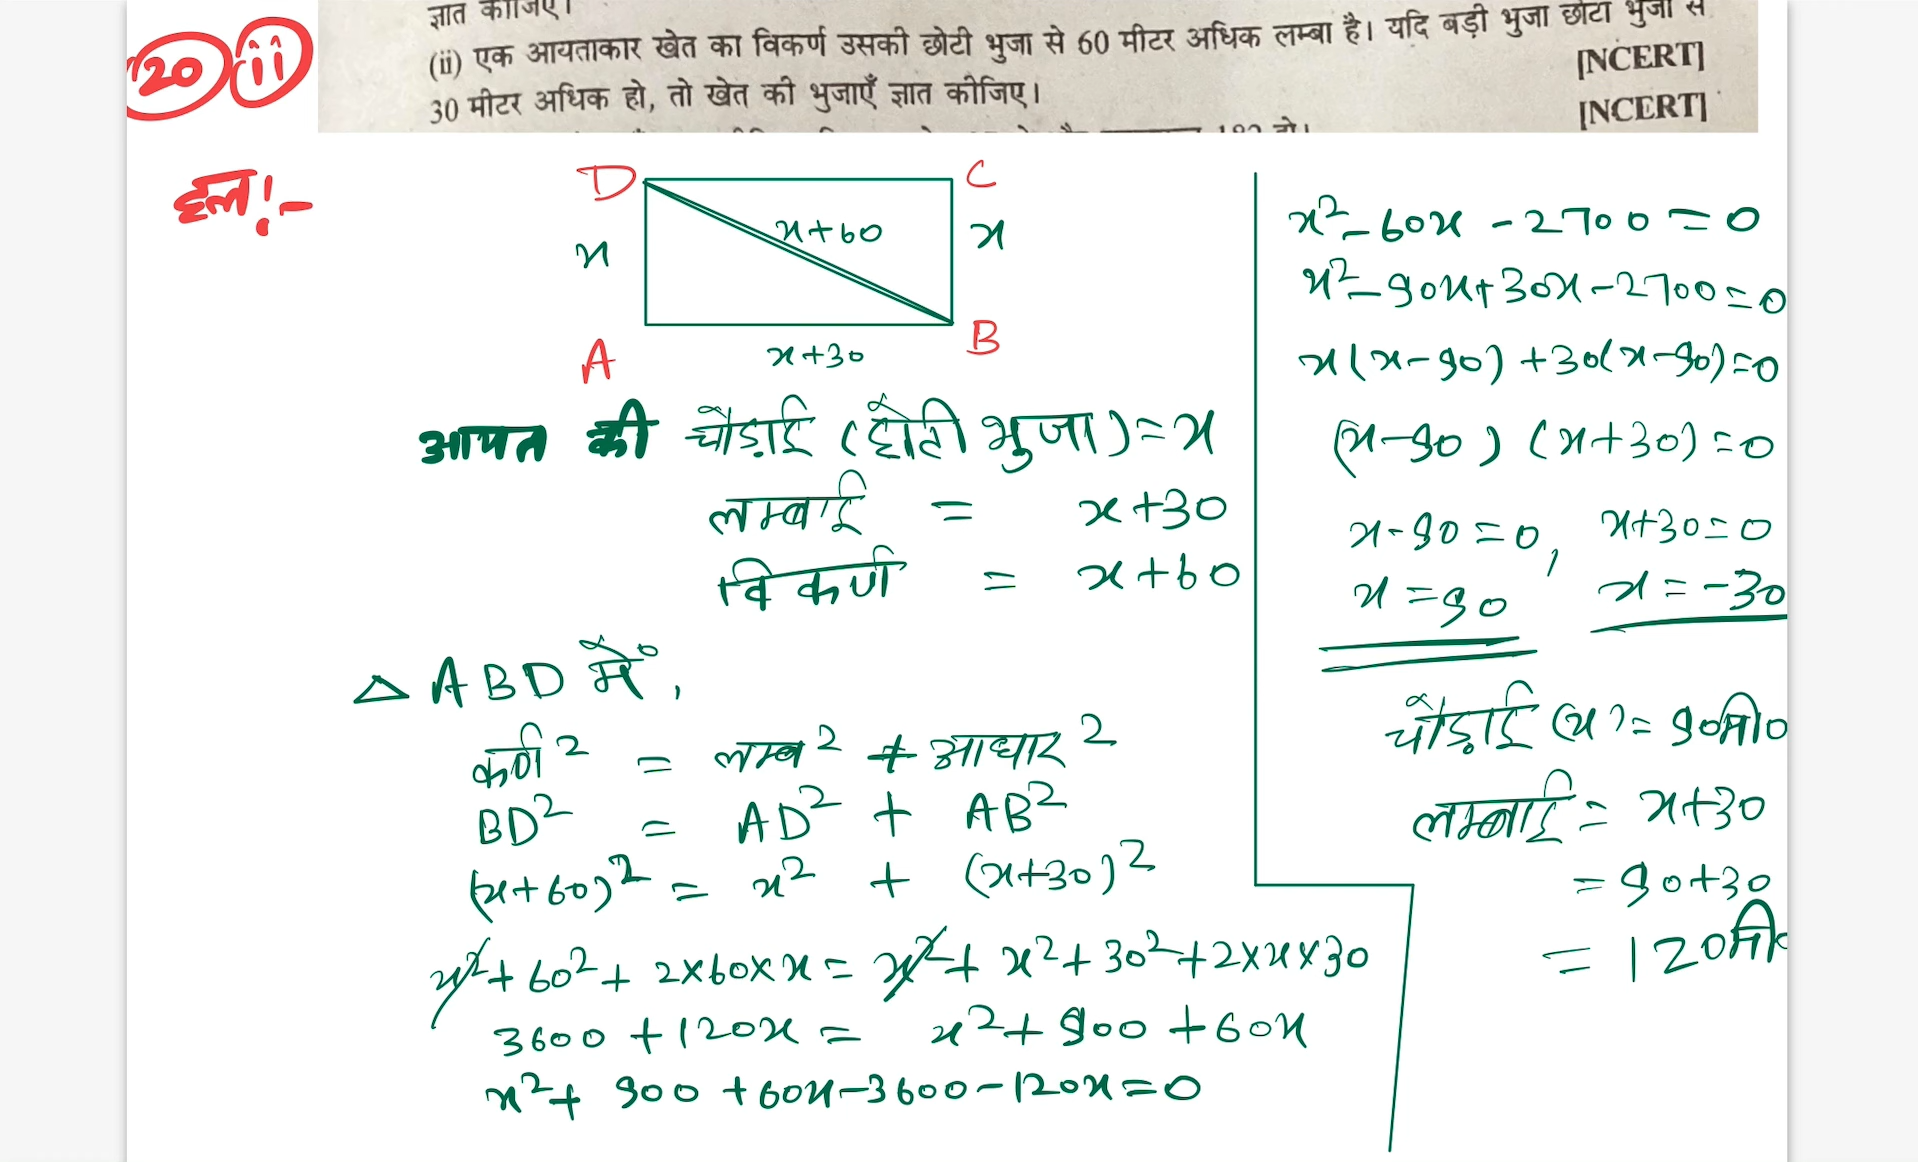 ज्ञात कीजिए।
20 ii
(ii) एक आयताकार खेत का विकर्ण उसकी छोटी भुजा से 60 मीटर अधिक लम्बा है। यदि बड़ी भुजा छोटी भुजा से
30 मीटर अधिक हो, तो खेत की भुजाएँ ज्ञात कीजिए।
[NCERT]
[NCERT]
हल!-
D C
x x+60 x
A x+30 B
आयत की चौड़ाई (छोटी भुजा) = x
लम्बाई = x+30
विकर्ण = x+60
△ ABD में,
कर्ण² = लम्ब² + आधार²
BD² = AD² + AB²
(x+60)² = x² + (x+30)²
x²+60²+2×60×x = x²+x²+30²+2×x×30
3600+120x = x²+900+60x
x²+900+60x-3600-120x=0
x²-60x-2700=0
x²-90x+30x-2700=0
x(x-90)+30(x-90)=0
(x-90)(x+30)=0
x-90=0, x+30=0
x=90 x=-30
चौड़ाई (x) = 90मी०
लम्बाई = x+30
= 90+30
= 120मी०